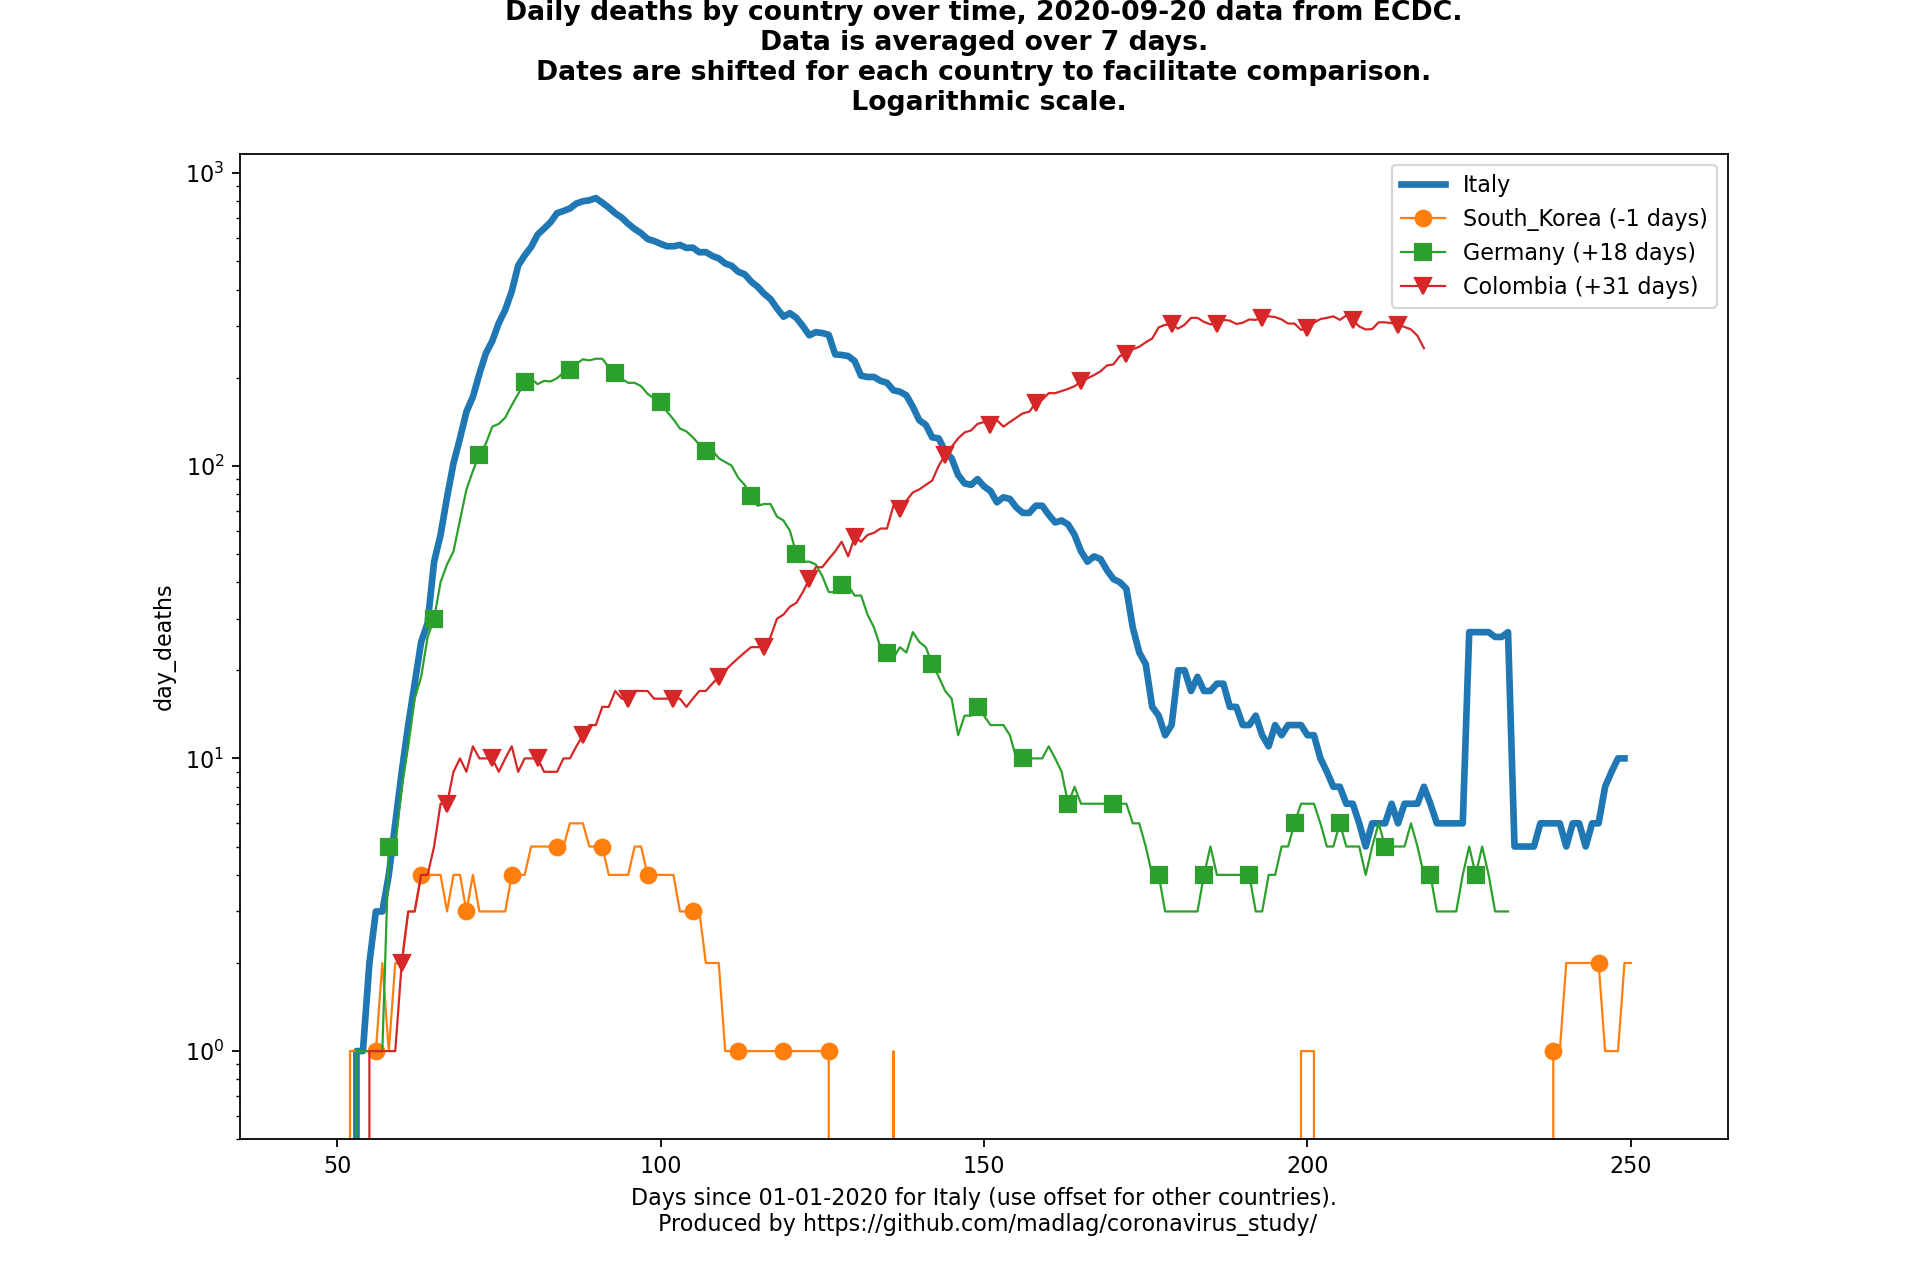 Daily deaths by country over time, 2020-09-20 data from ECDC.
Data is averaged over 7 days.
Dates are shifted for each country to facilitate comparison.
Logarithmic scale.
10³
10²
10¹
10⁰
day_deaths
Italy
South_Korea (-1 days)
Germany (+18 days)
Colombia (+31 days)
50 100 150 200 250
Days since 01-01-2020 for Italy (use offset for other countries).
Produced by https://github.com/madlag/coronavirus_study/